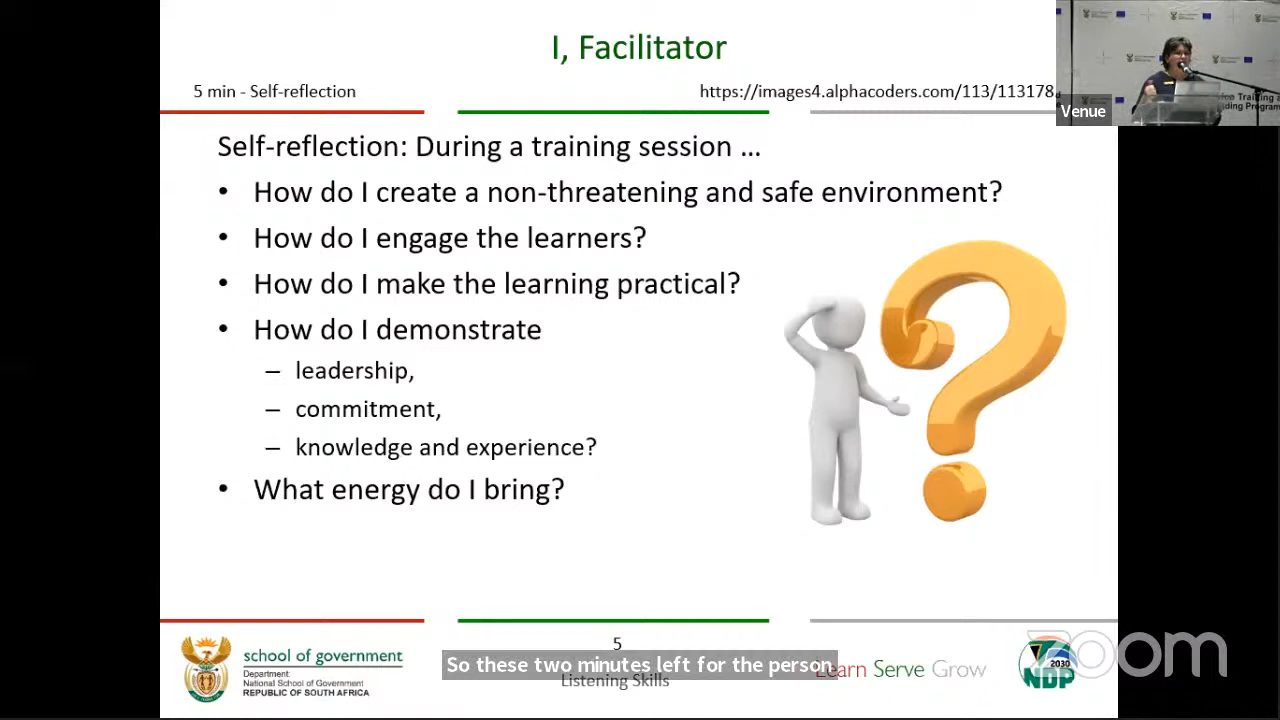 I, Facilitator
5 min - Self-reflection
https://images4.alphacoders.com/113/113178
Venue
Self-reflection: During a training session …
• How do I create a non-threatening and safe environment?
• How do I engage the learners?
• How do I make the learning practical?
• How do I demonstrate
– leadership,
– commitment,
– knowledge and experience?
• What energy do I bring?
5
school of government
Department:
National School of Government
REPUBLIC OF SOUTH AFRICA
So these two minutes left for the person
Listening Skills
Learn Serve Grow
2030
NDP
zoom